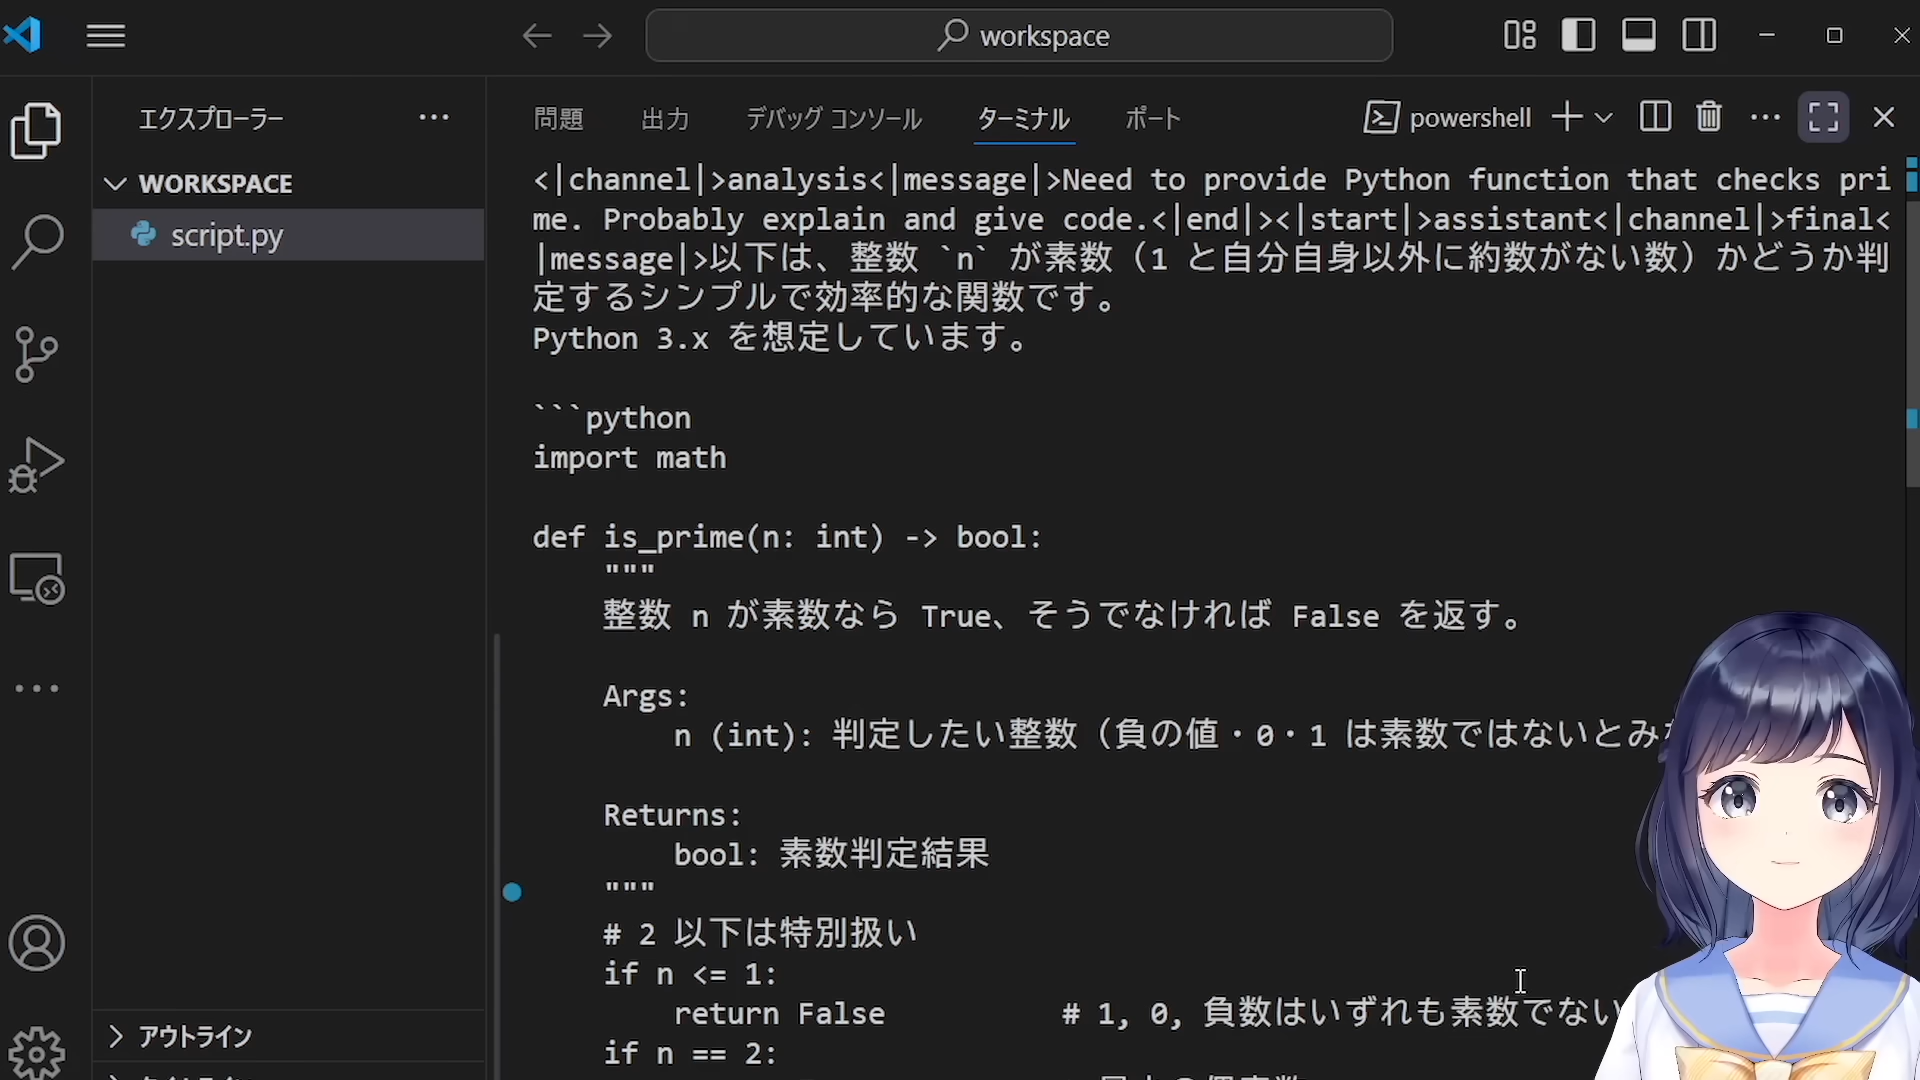 workspace
エクスプローラー
WORKSPACE
script.py
アウトライン
問題 出力 デバッグ コンソール ターミナル ポート powershell
<|channel|>analysis<|message|>Need to provide Python function that checks pri
me. Probably explain and give code.<|end|><|start|>assistant<|channel|>final<
|message|>以下は、整数 `n` が素数（1 と自分自身以外に約数がない数）かどうか判
定するシンプルで効率的な関数です。
Python 3.x を想定しています。
```python
import math
def is_prime(n: int) -> bool:
"""
整数 n が素数なら True、そうでなければ False を返す。
Args:
n (int): 判定したい整数（負の値・0・1 は素数ではないとみ
Returns:
bool: 素数判定結果
"""
# 2 以下は特別扱い
if n <= 1:
return False # 1, 0, 負数はいずれも素数でない
if n == 2: